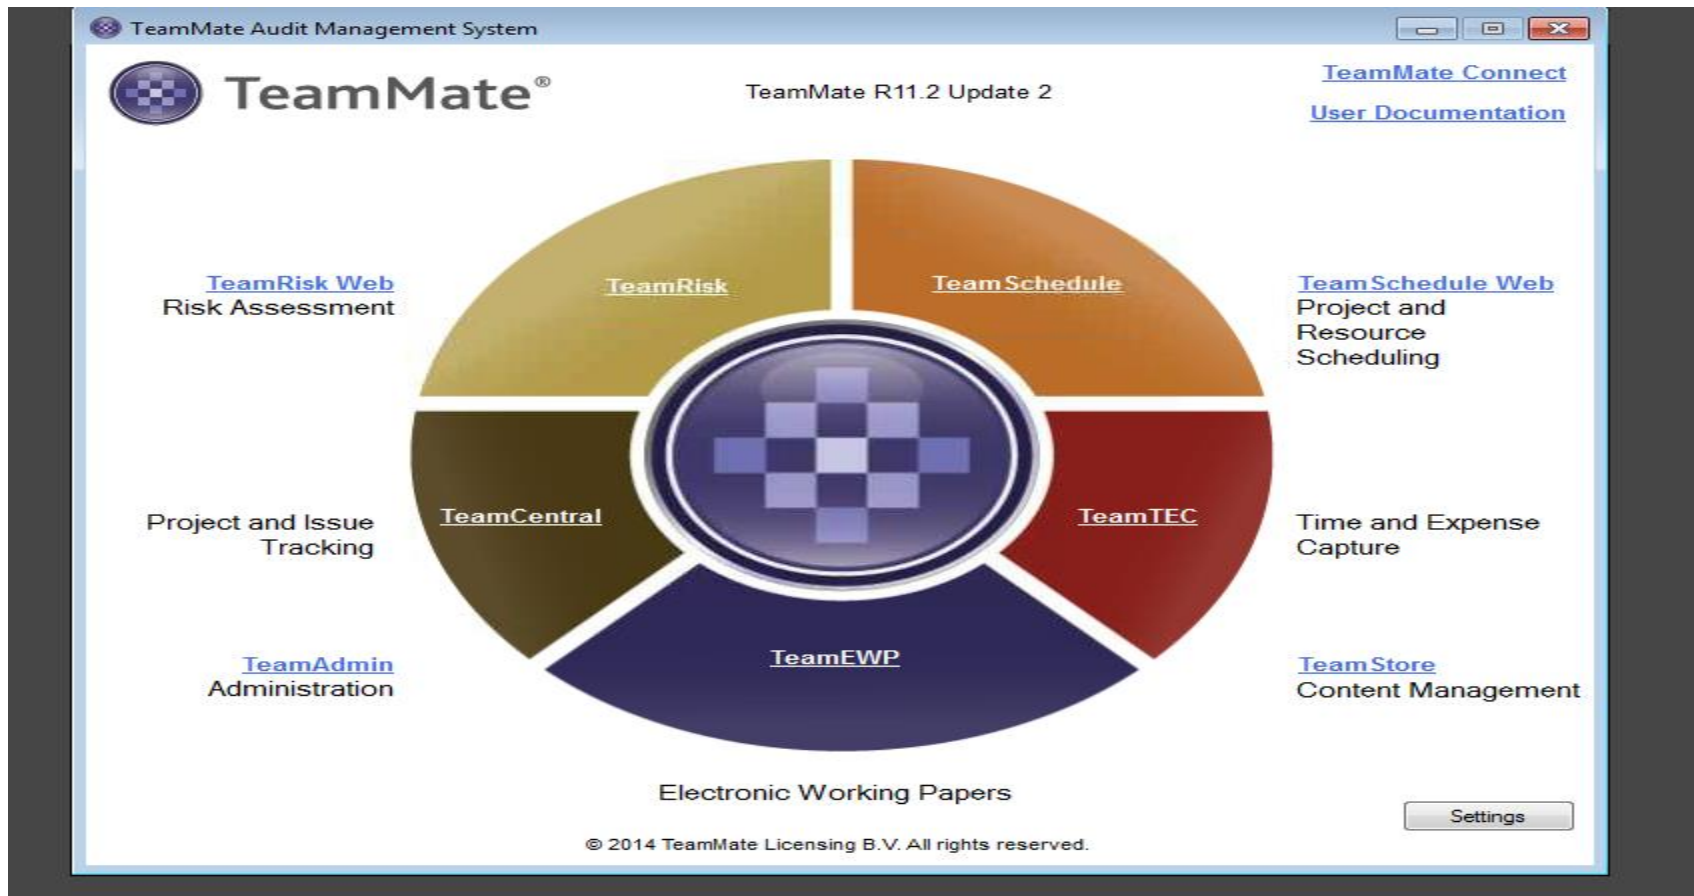 TeamMate Audit Management System
TeamMate®
TeamMate R11.2 Update 2
TeamMate Connect
User Documentation
TeamRisk Web
Risk Assessment
TeamRisk
TeamSchedule
TeamSchedule Web
Project and
Resource
Scheduling
Project and Issue
Tracking
TeamCentral
TeamTEC
Time and Expense
Capture
TeamAdmin
Administration
TeamEWP
TeamStore
Content Management
Electronic Working Papers
Settings
© 2014 TeamMate Licensing B.V. All rights reserved.